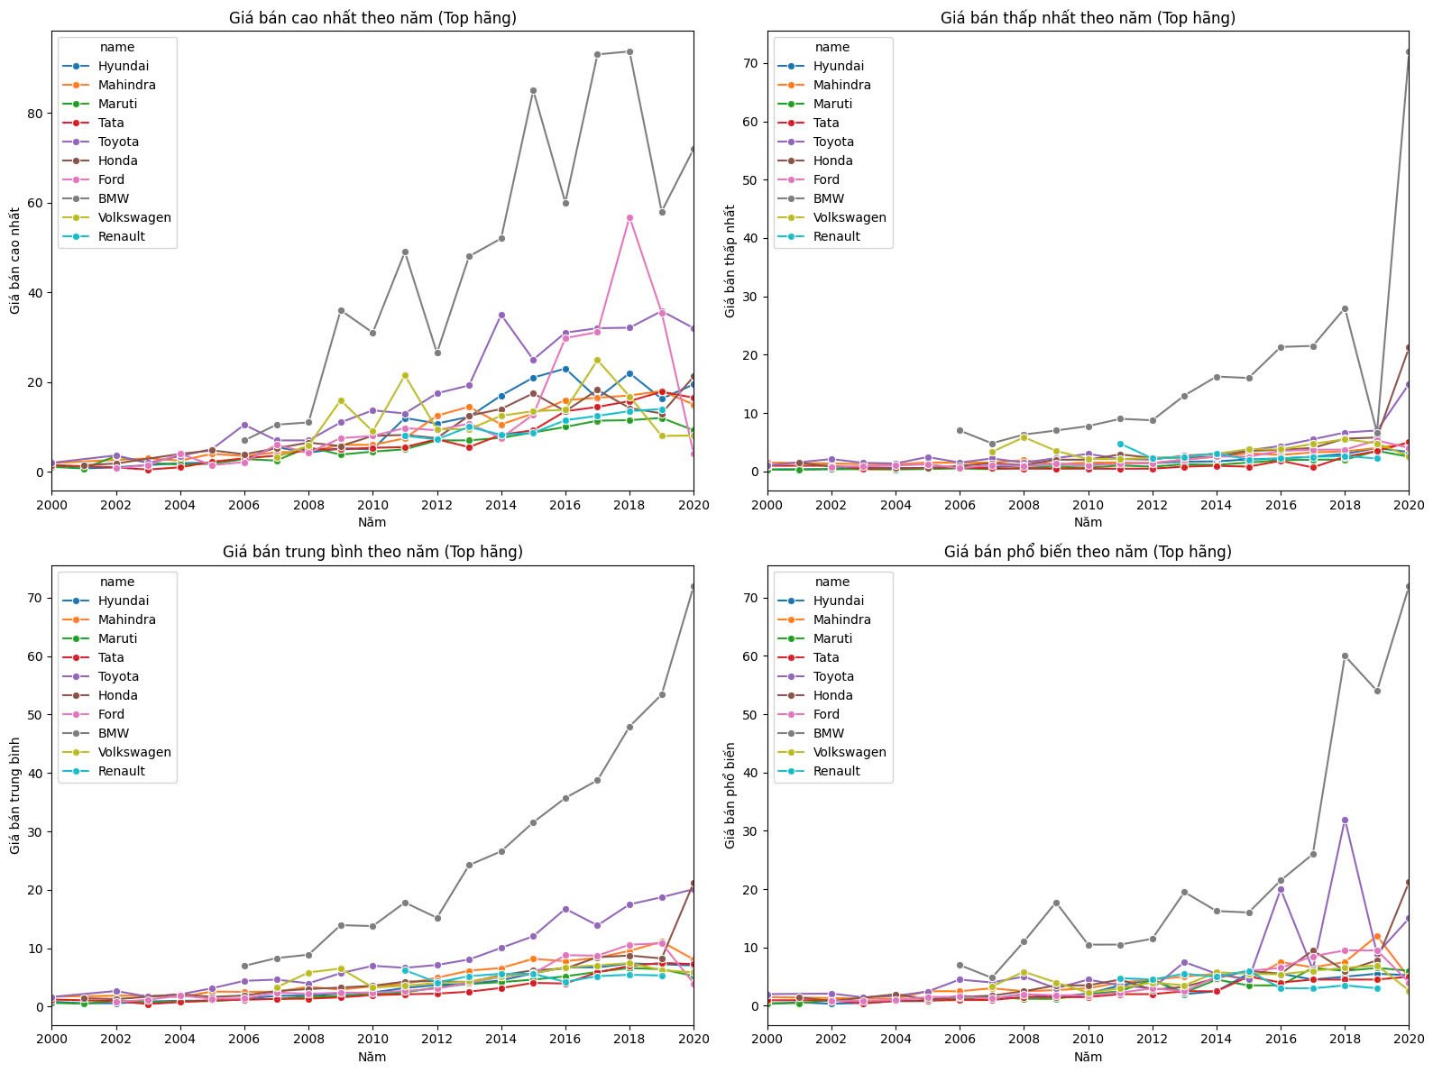 Giá bán cao nhất theo năm (Top hãng)
Giá bán cao nhất
80
60
40
20
0
name
Hyundai
Mahindra
Maruti
Tata
Toyota
Honda
Ford
BMW
Volkswagen
Renault
2000 2002 2004 2006 2008 2010 2012 2014 2016 2018 2020
Năm
Giá bán thấp nhất theo năm (Top hãng)
Giá bán thấp nhất
70
60
50
40
30
20
10
0
name
Hyundai
Mahindra
Maruti
Tata
Toyota
Honda
Ford
BMW
Volkswagen
Renault
2000 2002 2004 2006 2008 2010 2012 2014 2016 2018 2020
Năm
Giá bán trung bình theo năm (Top hãng)
Giá bán trung bình
70
60
50
40
30
20
10
0
name
Hyundai
Mahindra
Maruti
Tata
Toyota
Honda
Ford
BMW
Volkswagen
Renault
2000 2002 2004 2006 2008 2010 2012 2014 2016 2018 2020
Năm
Giá bán phổ biến theo năm (Top hãng)
Giá bán phổ biến
70
60
50
40
30
20
10
0
name
Hyundai
Mahindra
Maruti
Tata
Toyota
Honda
Ford
BMW
Volkswagen
Renault
2000 2002 2004 2006 2008 2010 2012 2014 2016 2018 2020
Năm